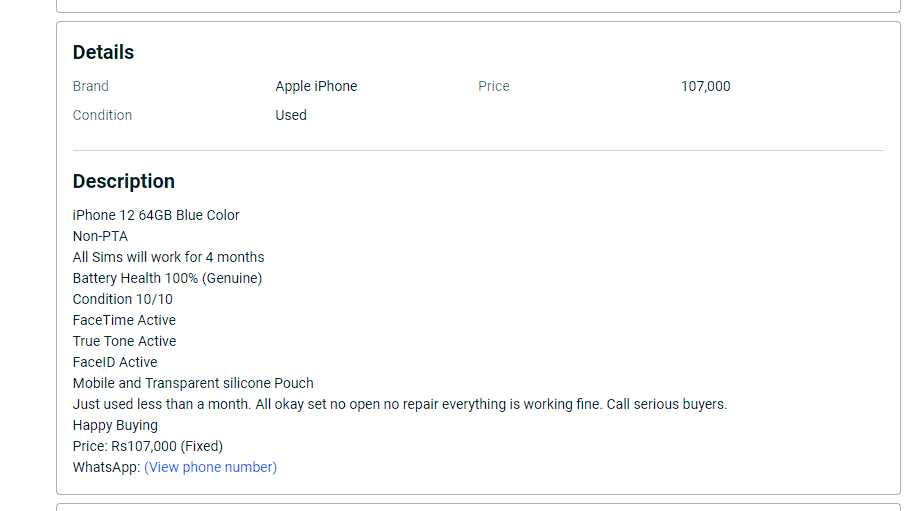 Details
Brand Apple iPhone Price 107,000
Condition Used
Description
iPhone 12 64GB Blue Color
Non-PTA
All Sims will work for 4 months
Battery Health 100% (Genuine)
Condition 10/10
FaceTime Active
True Tone Active
FaceID Active
Mobile and Transparent silicone Pouch
Just used less than a month. All okay set no open no repair everything is working fine. Call serious buyers.
Happy Buying
Price: Rs107,000 (Fixed)
WhatsApp: (View phone number)